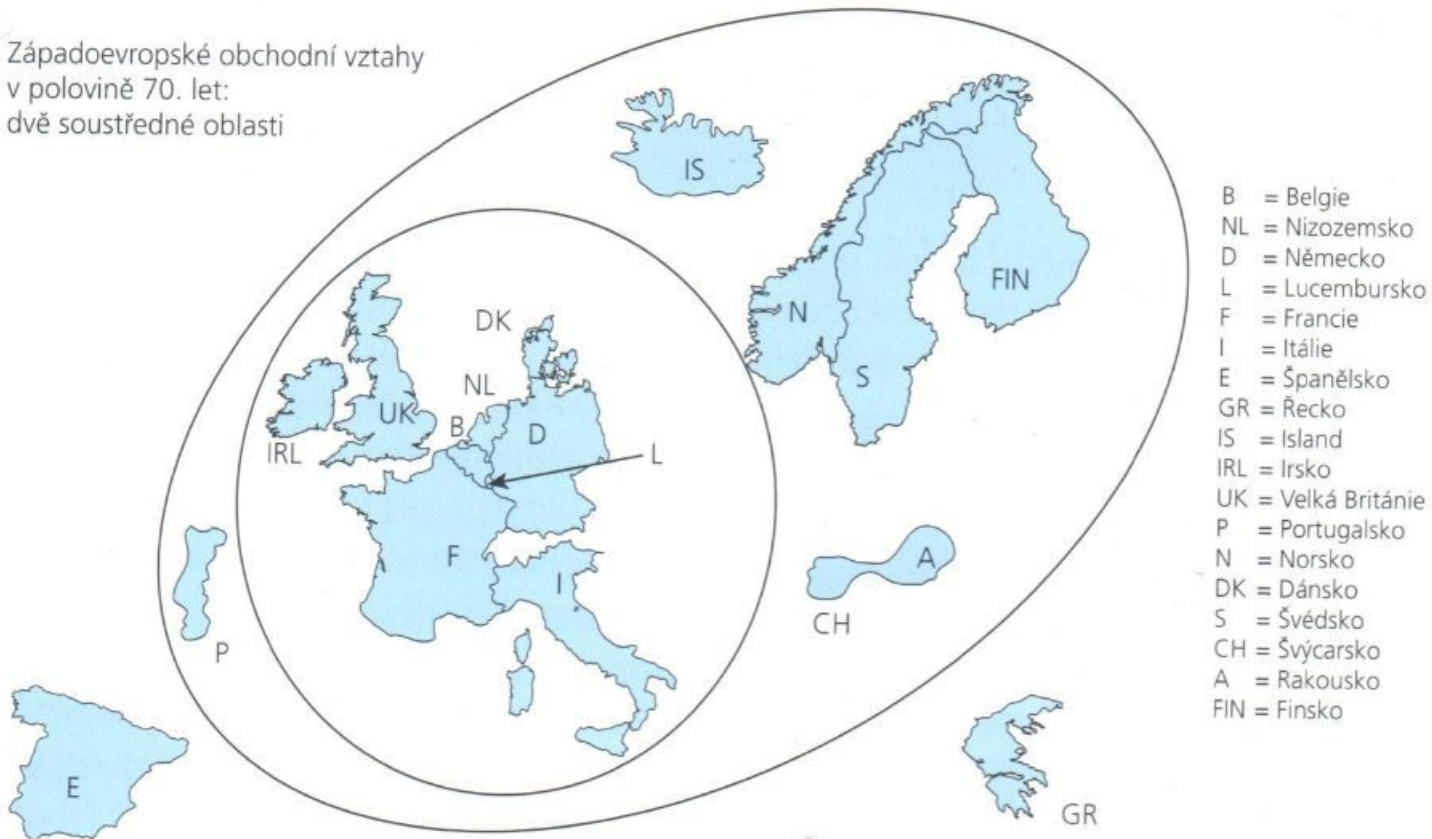 Západoevropské obchodní vztahy
v polovině 70. let:
dvě soustředné oblasti
IS
N
S
FIN
DK
NL
B
D
UK
IRL
L
F
I
P
E
A
CH
GR
B = Belgie
NL = Nizozemsko
D = Německo
L = Lucembursko
F = Francie
I = Itálie
E = Španělsko
GR = Řecko
IS = Island
IRL = Irsko
UK = Velká Británie
P = Portugalsko
N = Norsko
DK = Dánsko
S = Švédsko
CH = Švýcarsko
A = Rakousko
FIN = Finsko